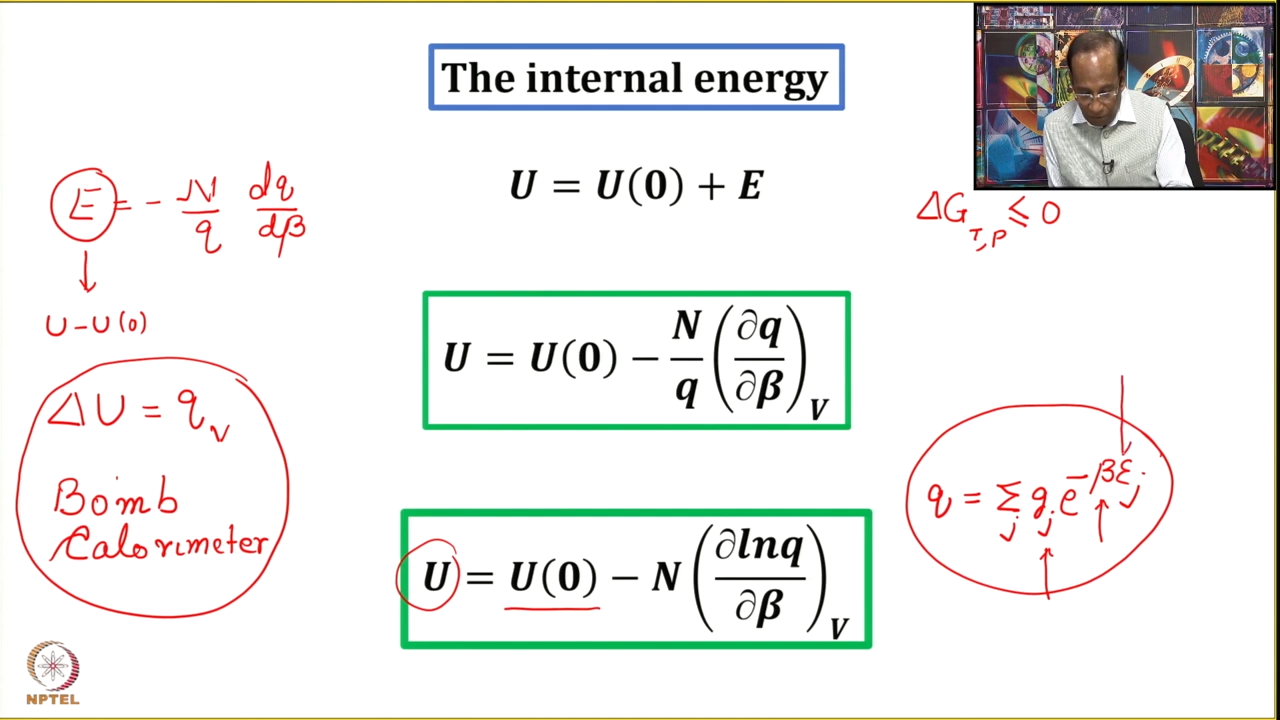 The internal energy
U = U(0) + E
E = - N/q dq/dβ
U - U(0)
ΔG_T,P ≤ 0
U = U(0) − N/q (∂q/∂β)_V
ΔU = q_V
Bomb
Calorimeter
q = Σ_j g_j e^−βε_j
U = U(0) − N (∂lnq/∂β)_V
NPTEL